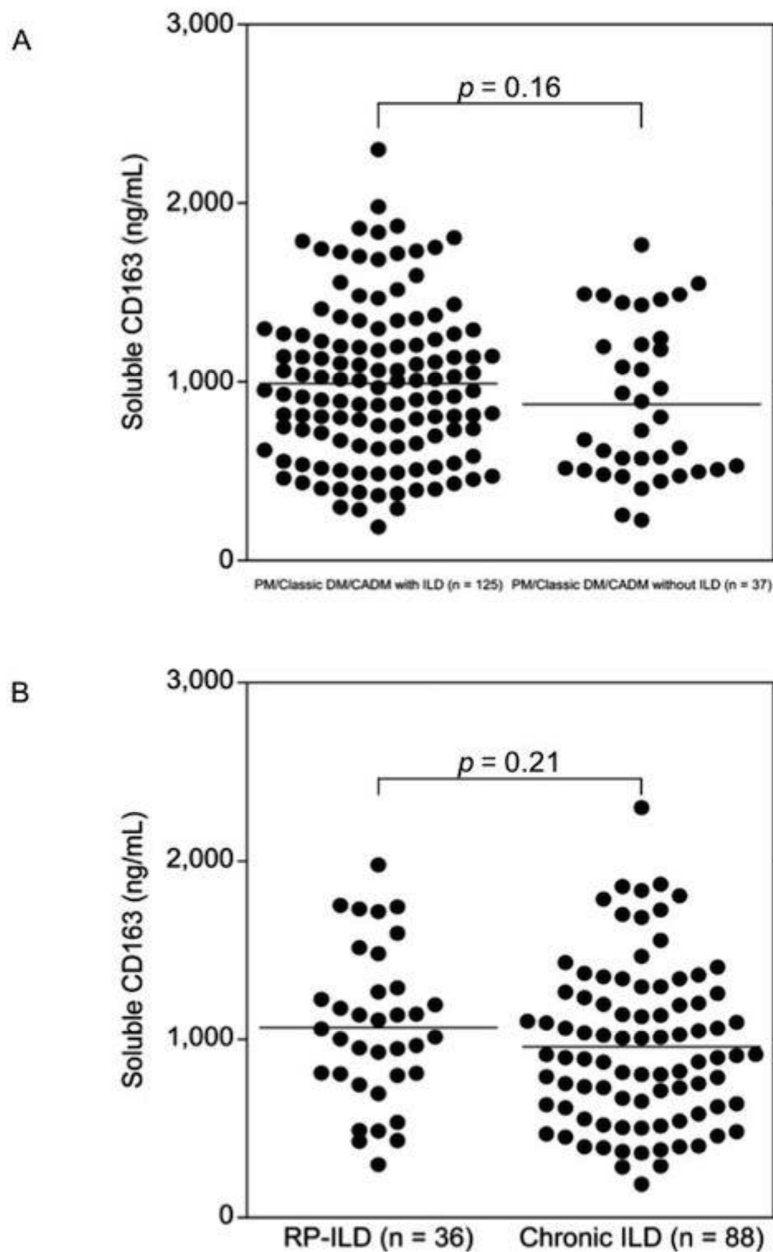 A
3,000
p = 0.16
2,000
Soluble CD163 (ng/mL)
1,000
0
PM/Classic DM/CADM with ILD (n = 125) PM/Classic DM/CADM without ILD (n = 37)
B
3,000
p = 0.21
2,000
Soluble CD163 (ng/mL)
1,000
0
RP-ILD (n = 36) Chronic ILD (n = 88)